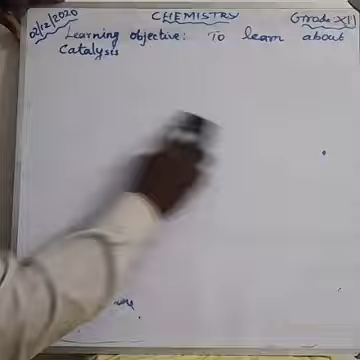 02/12/2020 CHEMISTRY Grade XII
Learning objective: To learn about
Catalysis